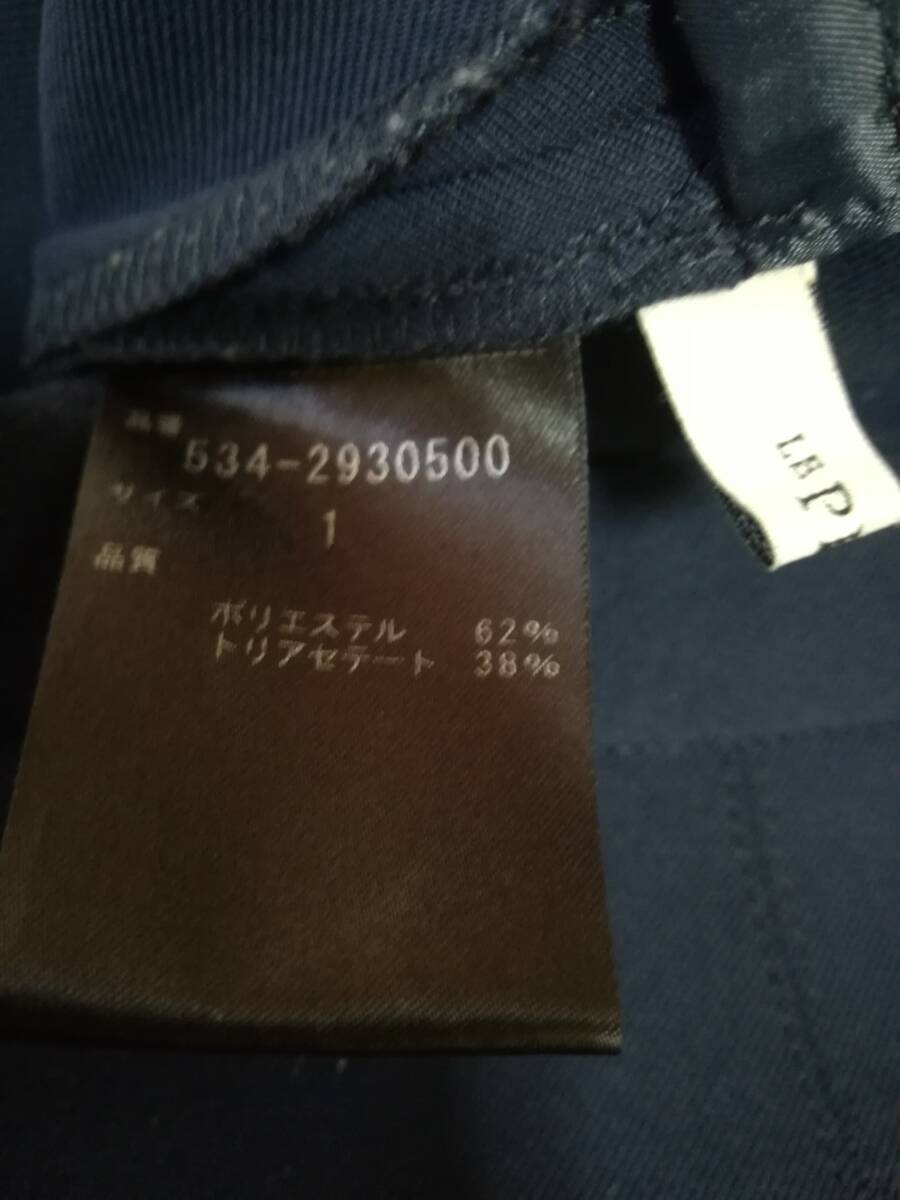 品番
534-2930500
サイズ
1
品質
ポリエステル 62%
トリアセテート 38%
LE P